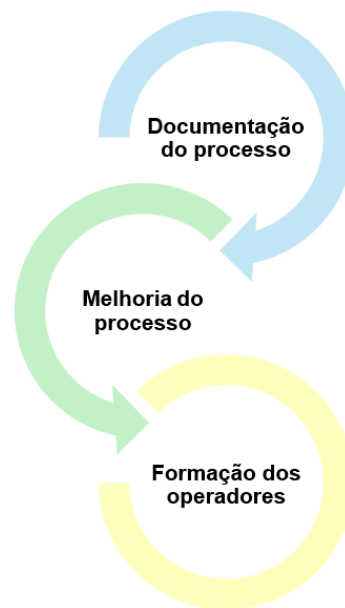 Documentação
do processo
Melhoria do
processo
Formação dos
operadores